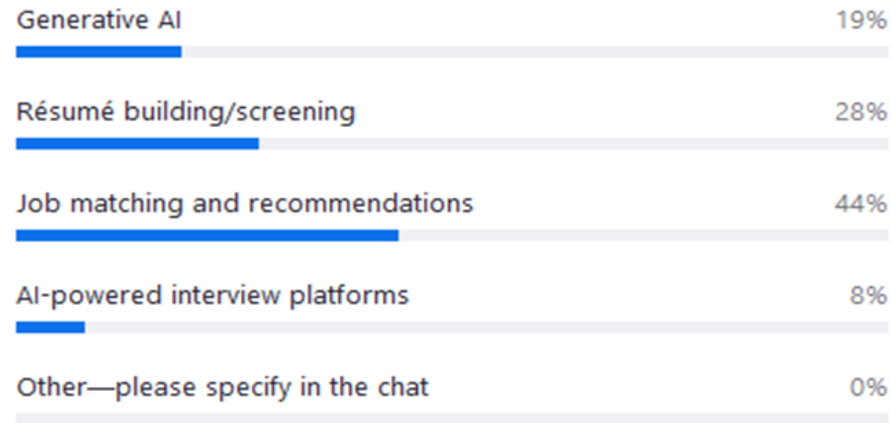 Generative AI 19%
Résumé building/screening 28%
Job matching and recommendations 44%
AI-powered interview platforms 8%
Other—please specify in the chat 0%